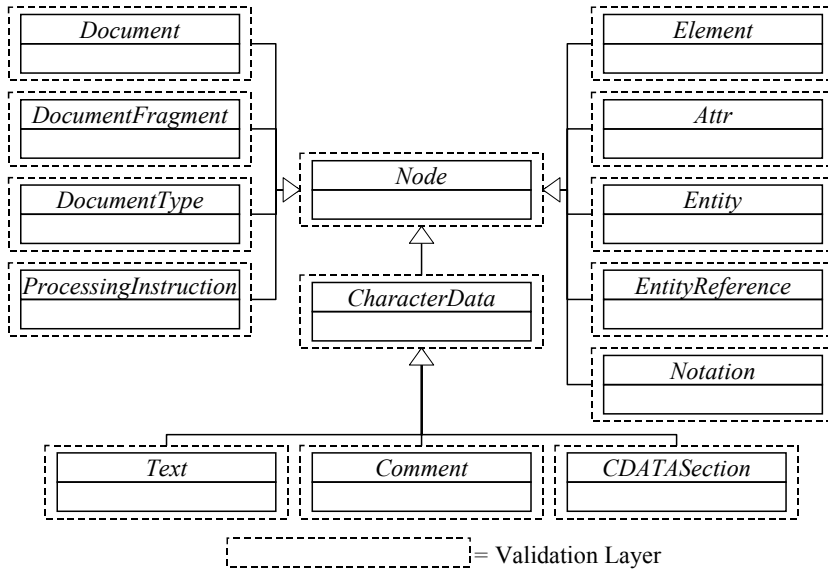 Document
Element
DocumentFragment
Attr
Node
DocumentType
Entity
ProcessingInstruction
CharacterData
EntityReference
Notation
Text
Comment
CDATASection
= Validation Layer